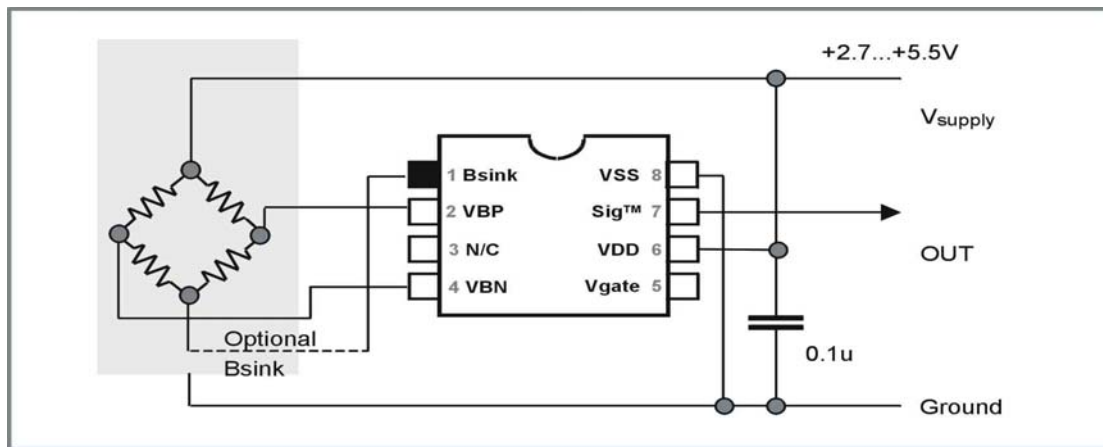 +2.7...+5.5V
Vsupply
1 Bsink
VSS 8
2 VBP
Sig™ 7
3 N/C
VDD 6
OUT
4 VBN
Vgate 5
Optional
Bsink
0.1u
Ground